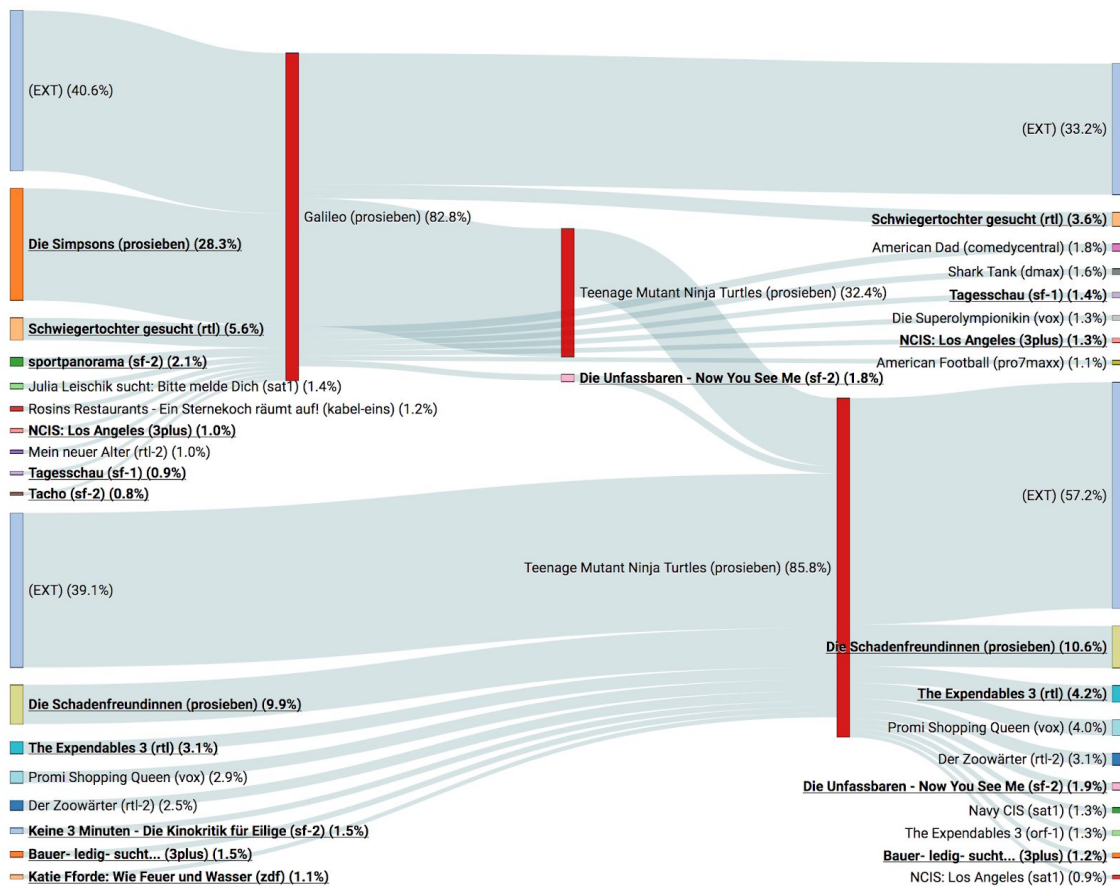 (EXT) (40.6%)
Die Simpsons (prosieben) (28.3%)
Schwiegertochter gesucht (rtl) (5.6%)
sportpanorama (sf-2) (2.1%)
Julia Leischik sucht: Bitte melde Dich (sat1) (1.4%)
Rosins Restaurants - Ein Sternekoch räumt auf! (kabel-eins) (1.2%)
NCIS: Los Angeles (3plus) (1.0%)
Mein neuer Alter (rtl-2) (1.0%)
Tagesschau (sf-1) (0.9%)
Tacho (sf-2) (0.8%)
(EXT) (39.1%)
Die Schadenfreundinnen (prosieben) (9.9%)
The Expendables 3 (rtl) (3.1%)
Promi Shopping Queen (vox) (2.9%)
Der Zoowärter (rtl-2) (2.5%)
Keine 3 Minuten - Die Kinokritik für Eilige (sf-2) (1.5%)
Bauer- ledig- sucht... (3plus) (1.5%)
Katie Fforde: Wie Feuer und Wasser (zdf) (1.1%)
Galileo (prosieben) (82.8%)
Teenage Mutant Ninja Turtles (prosieben) (32.4%)
Die Unfassbaren - Now You See Me (sf-2) (1.8%)
Teenage Mutant Ninja Turtles (prosieben) (85.8%)
(EXT) (33.2%)
Schwiegertochter gesucht (rtl) (3.6%)
American Dad (comedycentral) (1.8%)
Shark Tank (dmax) (1.6%)
Tagesschau (sf-1) (1.4%)
Die Superolympionikin (vox) (1.3%)
NCIS: Los Angeles (3plus) (1.3%)
American Football (pro7maxx) (1.1%)
(EXT) (57.2%)
Die Schadenfreundinnen (prosieben) (10.6%)
The Expendables 3 (rtl) (4.2%)
Promi Shopping Queen (vox) (4.0%)
Der Zoowärter (rtl-2) (3.1%)
Die Unfassbaren - Now You See Me (sf-2) (1.9%)
Navy CIS (sat1) (1.3%)
The Expendables 3 (orf-1) (1.3%)
Bauer- ledig- sucht... (3plus) (1.2%)
NCIS: Los Angeles (sat1) (0.9%)